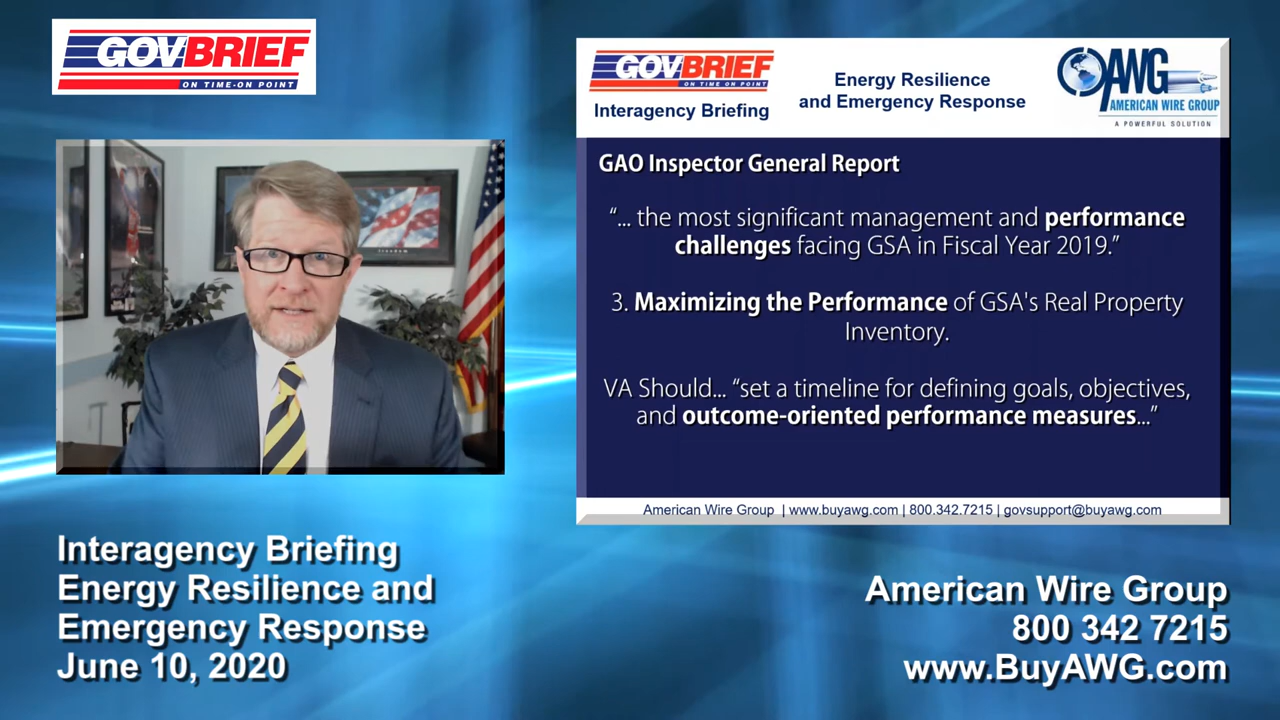 GOVBRIEF
ON TIME-ON POINT
freedom
Interagency Briefing
Energy Resilience and
Emergency Response
June 10, 2020
GOVBRIEF
ON TIME-ON POINT
Interagency Briefing
Energy Resilience
and Emergency Response
AWG
AMERICAN WIRE GROUP
A POWERFUL SOLUTION
GAO Inspector General Report
“... the most significant management and performance
challenges facing GSA in Fiscal Year 2019.”
3. Maximizing the Performance of GSA's Real Property
Inventory.
VA Should... “set a timeline for defining goals, objectives,
and outcome-oriented performance measures...”
American Wire Group | www.buyawg.com | 800.342.7215 | govsupport@buyawg.com
American Wire Group
800 342 7215
www.BuyAWG.com